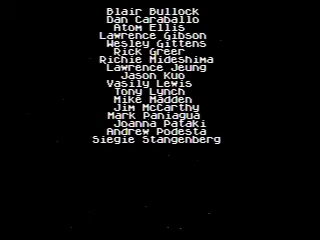 Blair Bullock
Dan Caraballo
Atom Ellis
Lawrence Gibson
Wesley Gittens
Rick Greer
Richie Mideshima
Lawrence Jeung
Jason Kuo
Vasily Lewis
Tony Lynch
Mike Madden
Jim McCarthy
Mark Paniagua
Joanna Pataki
Andrew Podesta
Siegie Stangenberg